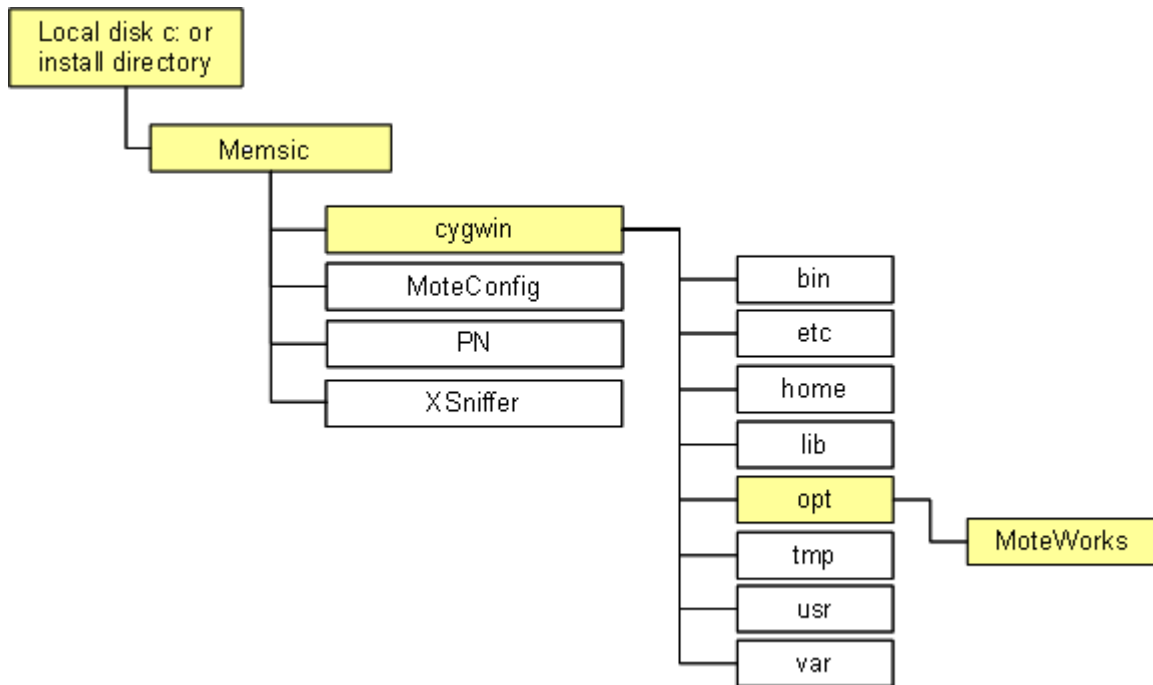 Local disk c: or
install directory
Memsic
cygwin
MoteConfig
PN
XSniffer
bin
etc
home
lib
opt
MoteWorks
tmp
usr
var